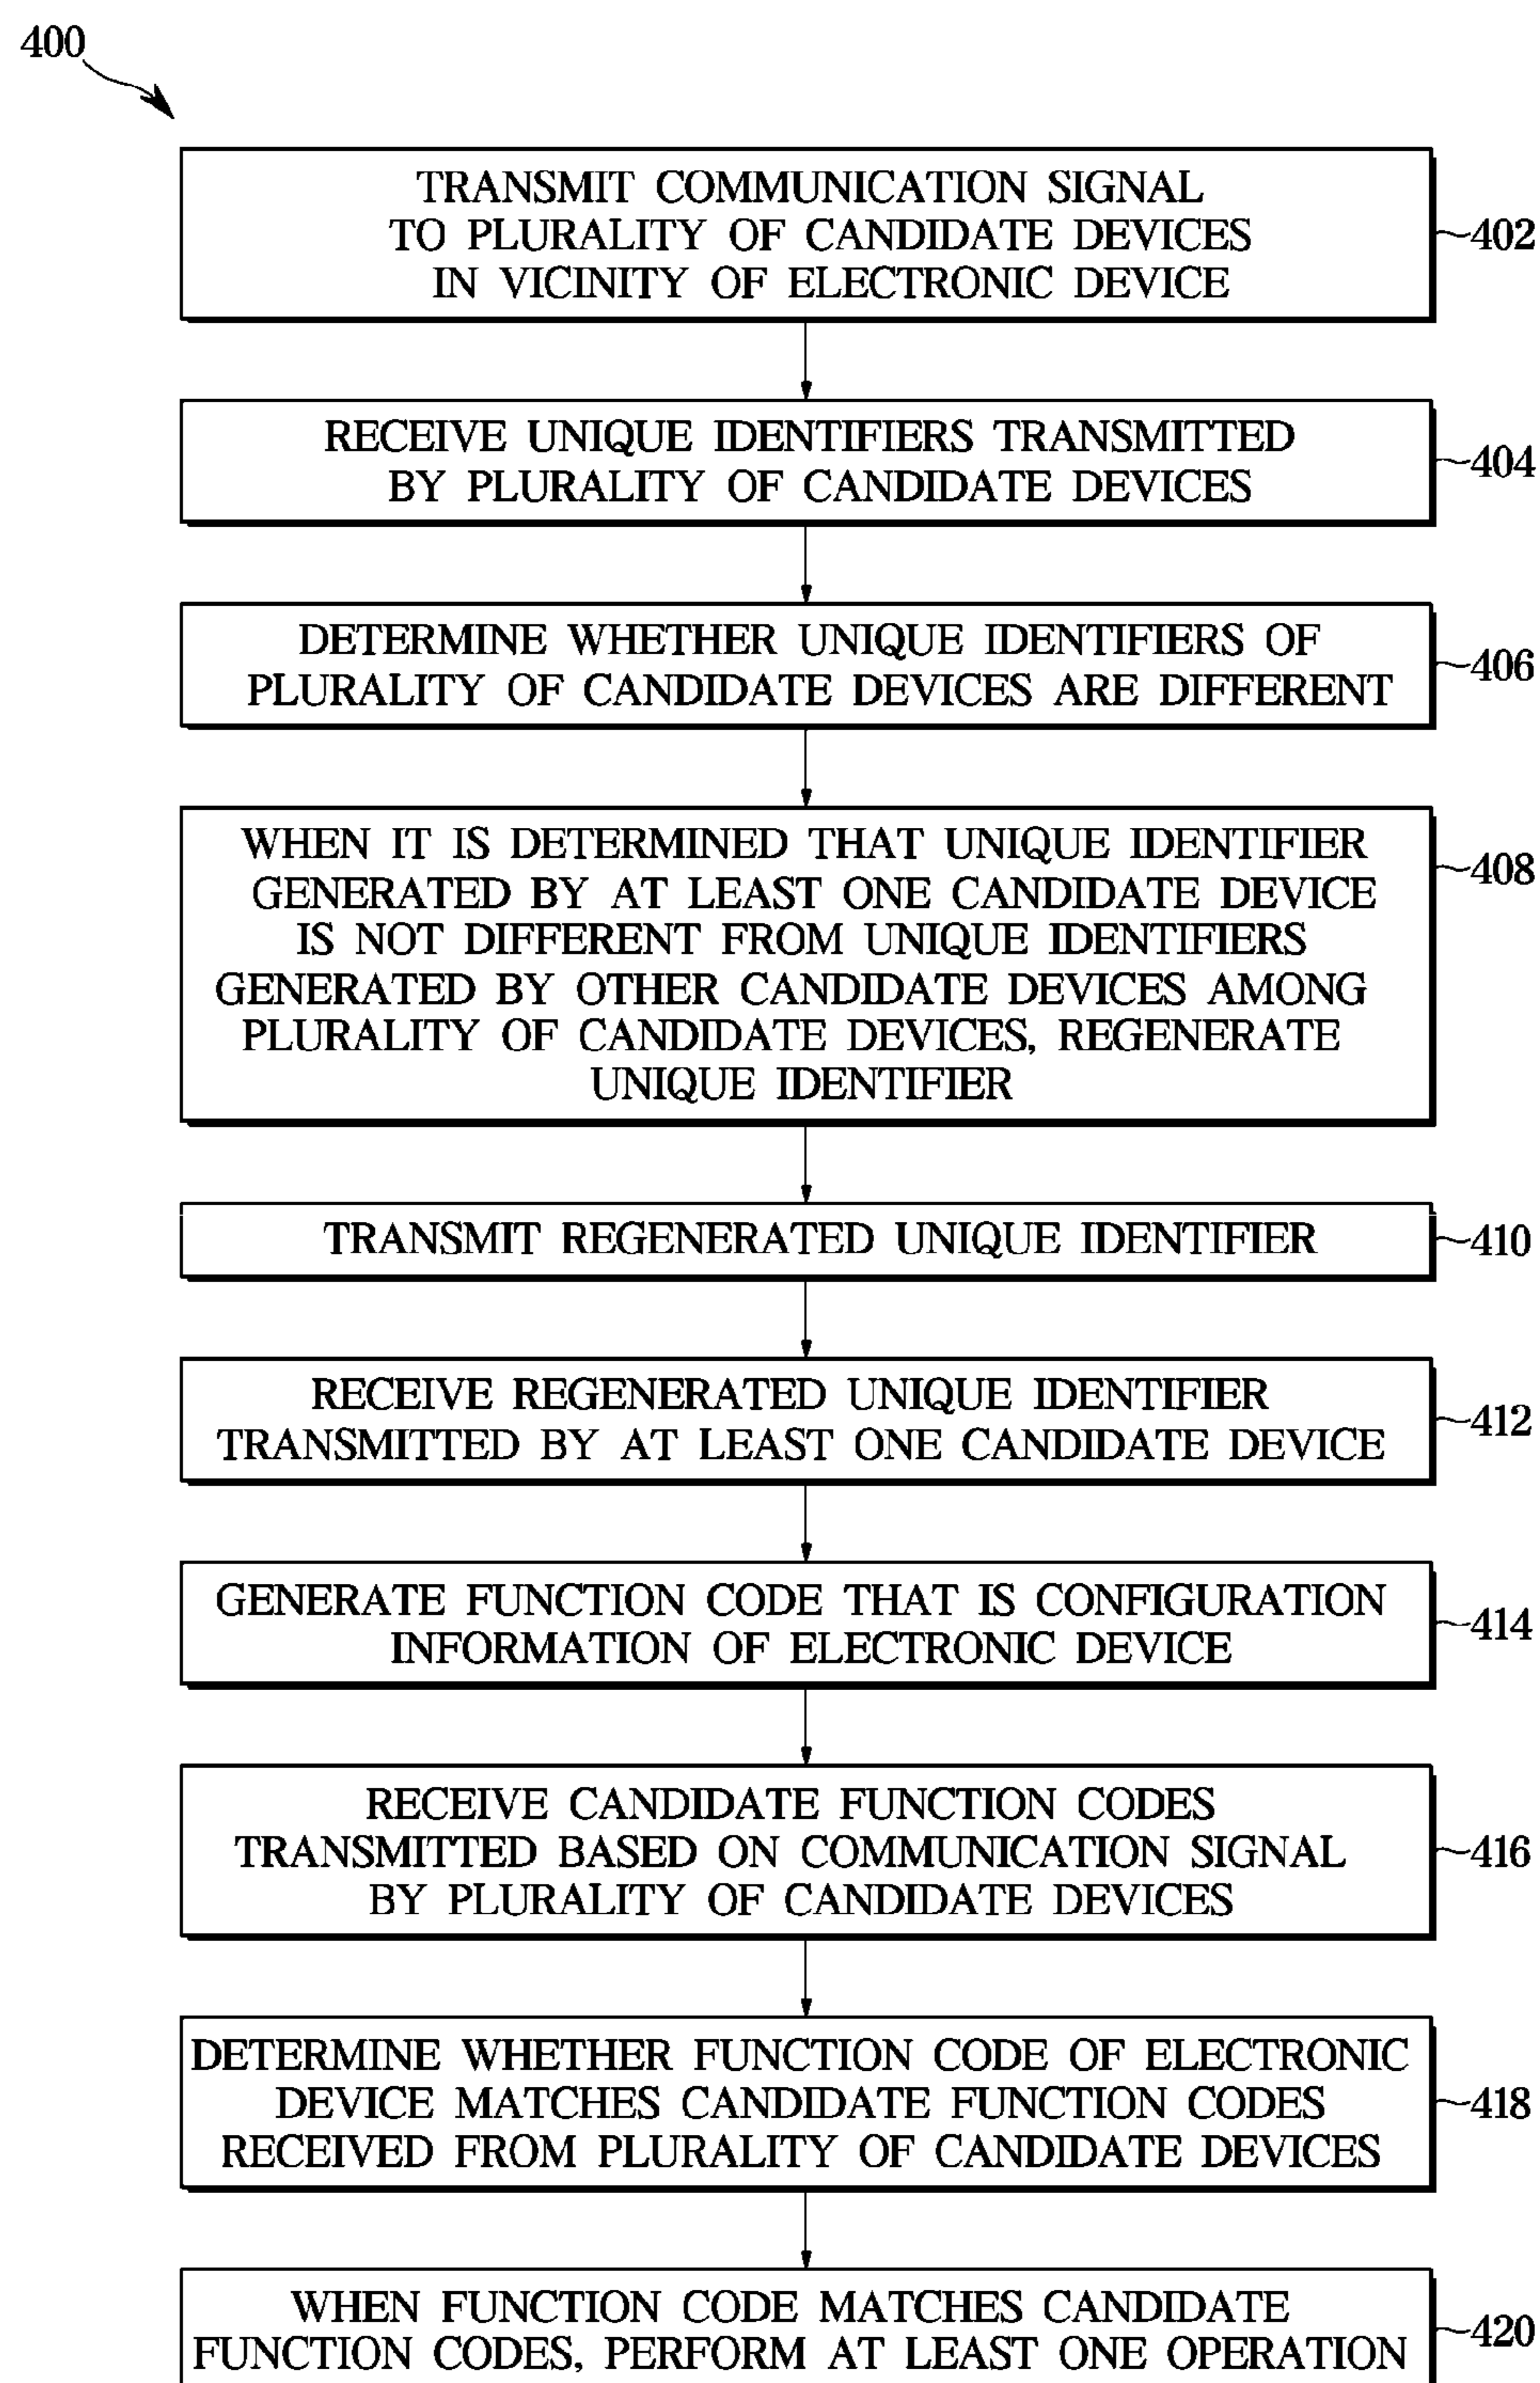 400
TRANSMIT COMMUNICATION SIGNAL
TO PLURALITY OF CANDIDATE DEVICES
IN VICINITY OF ELECTRONIC DEVICE
402
RECEIVE UNIQUE IDENTIFIERS TRANSMITTED
BY PLURALITY OF CANDIDATE DEVICES
404
DETERMINE WHETHER UNIQUE IDENTIFIERS OF
PLURALITY OF CANDIDATE DEVICES ARE DIFFERENT
406
WHEN IT IS DETERMINED THAT UNIQUE IDENTIFIER
GENERATED BY AT LEAST ONE CANDIDATE DEVICE
IS NOT DIFFERENT FROM UNIQUE IDENTIFIERS
GENERATED BY OTHER CANDIDATE DEVICES AMONG
PLURALITY OF CANDIDATE DEVICES, REGENERATE
UNIQUE IDENTIFIER
408
TRANSMIT REGENERATED UNIQUE IDENTIFIER
410
RECEIVE REGENERATED UNIQUE IDENTIFIER
TRANSMITTED BY AT LEAST ONE CANDIDATE DEVICE
412
GENERATE FUNCTION CODE THAT IS CONFIGURATION
INFORMATION OF ELECTRONIC DEVICE
414
RECEIVE CANDIDATE FUNCTION CODES
TRANSMITTED BASED ON COMMUNICATION SIGNAL
BY PLURALITY OF CANDIDATE DEVICES
416
DETERMINE WHETHER FUNCTION CODE OF ELECTRONIC
DEVICE MATCHES CANDIDATE FUNCTION CODES
RECEIVED FROM PLURALITY OF CANDIDATE DEVICES
418
WHEN FUNCTION CODE MATCHES CANDIDATE
FUNCTION CODES, PERFORM AT LEAST ONE OPERATION
420